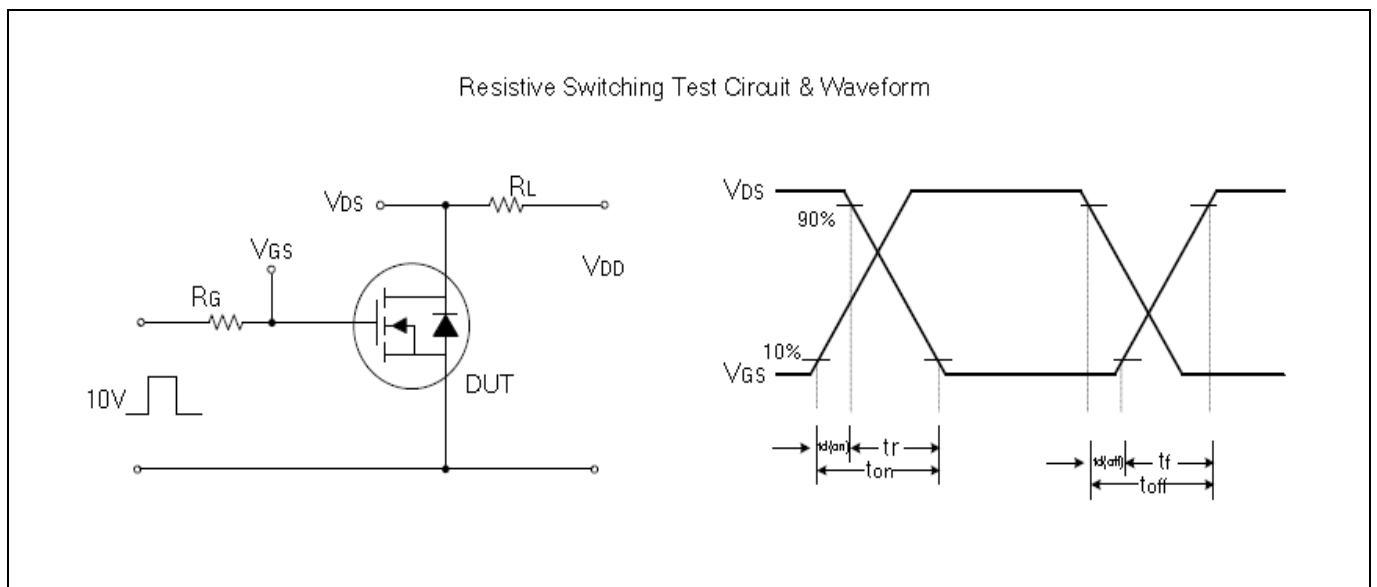 Resistive Switching Test Circuit & Waveform
VDS
RL
VGS
VDD
RG
DUT
10V
VDS
90%
10%
VGS
td(on)
tr
ton
td(off)
tf
toff